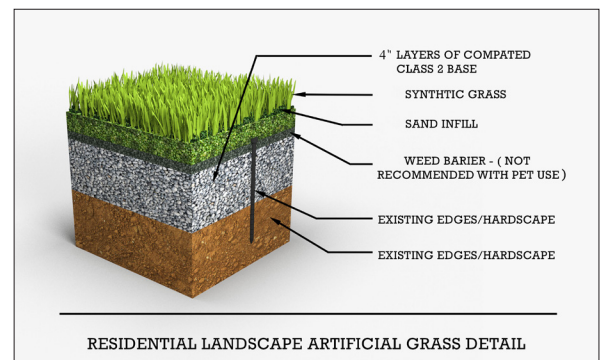 4" LAYERS OF COMPATED
CLASS 2 BASE
SYNTHTIC GRASS
SAND INFILL
WEED BARIER - ( NOT
RECOMMENDED WITH PET USE )
EXISTING EDGES/HARDSCAPE
EXISTING EDGES/HARDSCAPE
RESIDENTIAL LANDSCAPE ARTIFICIAL GRASS DETAIL